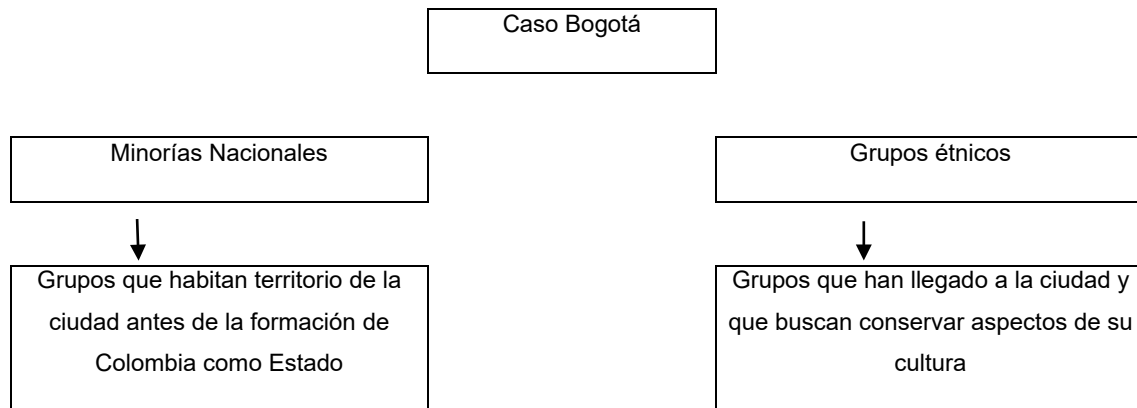 Caso Bogotá
Minorías Nacionales
Grupos étnicos
Grupos que habitan territorio de la
ciudad antes de la formación de
Colombia como Estado
Grupos que han llegado a la ciudad y
que buscan conservar aspectos de su
cultura